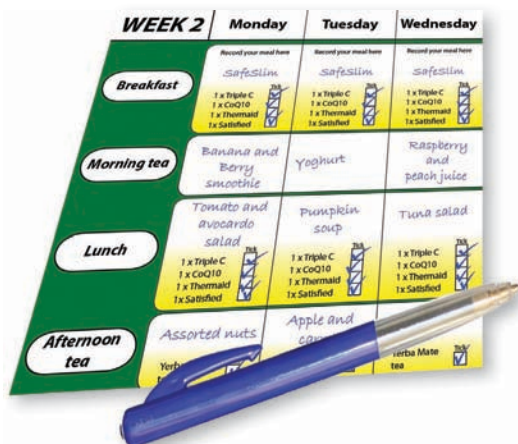 WEEK 2 Monday Tuesday Wednesday
Record your meal here Record your meal here Record your meal here
Breakfast
SafeSlim SafeSlim SafeSlim
Tick Tick Tick
1 x Triple C 1 x Triple C 1 x Triple C
1 x CoQ10 1 x CoQ10 1 x CoQ10
1 x Thermaid 1 x Thermaid 1 x Thermaid
1x Satisfied 1x Satisfied 1x Satisfied
Morning tea
Banana and Yoghurt Raspberry
Berry and
smoothie peach juice
Lunch
Tomato and Pumpkin Tuna salad
avocardo soup
salad
Tick Tick Tick
1 x Triple C 1 x Triple C 1 x Triple C
1 x CoQ10 1 x CoQ10 1 x CoQ10
1 x Thermaid 1 x Thermaid 1 x Thermaid
1x Satisfied 1x Satisfied 1x Satisfied
Afternoon
tea
Assorted nuts Apple and
Yerba Mate
tea Tick